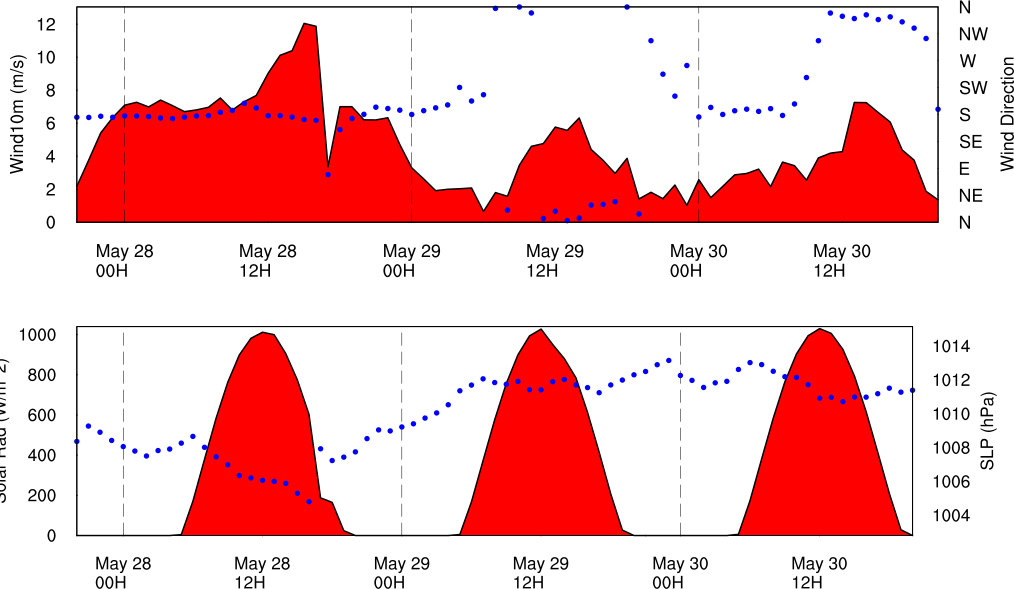 12
10
8
6
4
2
0
Wind10m (m/s)
N
NW
W
SW
S
SE
E
NE
N
Wind Direction
May 28 May 28 May 29 May 29 May 30 May 30
00H 12H 00H 12H 00H 12H
1000
800
600
400
200
0
1014
1012
1010
1008
1006
1004
SLP (hPa)
May 28 May 28 May 29 May 29 May 30 May 30
00H 12H 00H 12H 00H 12H